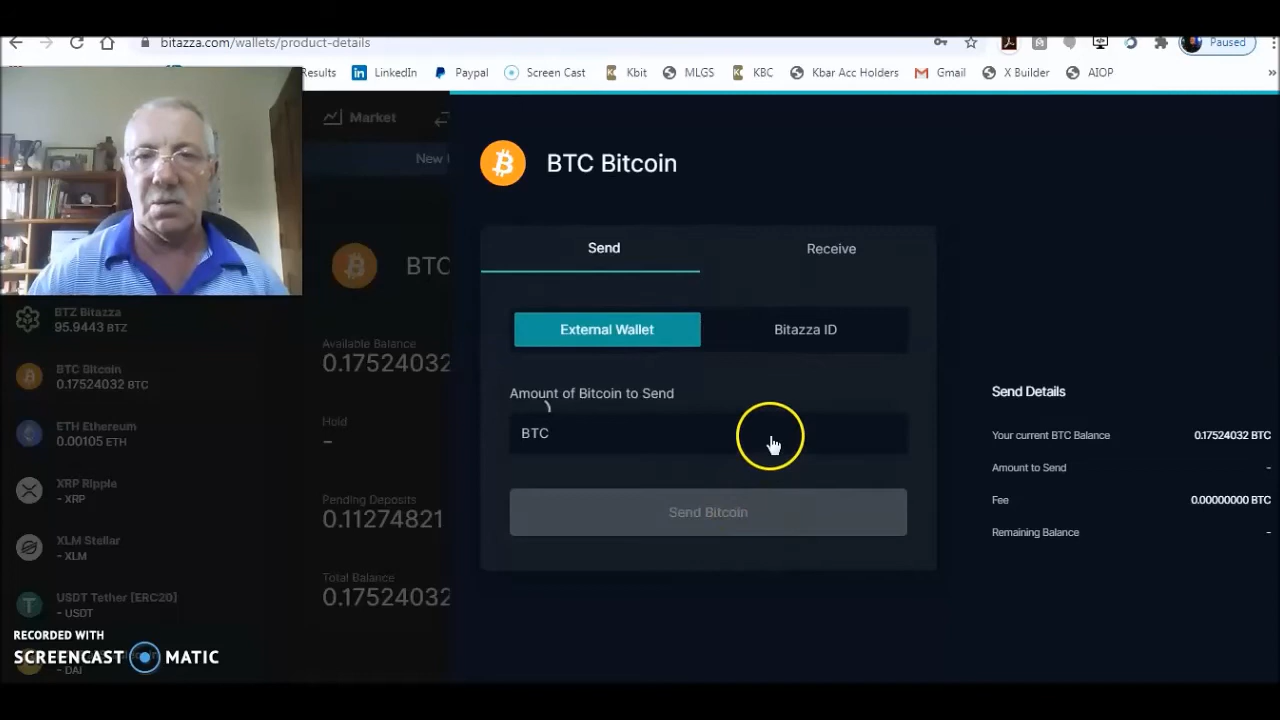 bitazza.com/wallets/product-details
Paused
Results LinkedIn Paypal Screen Cast Kbit MLGS KBC Kbar Acc Holders Gmail X Builder AIOP »
Market
New
BTC Bitcoin
BTC
Send Receive
External Wallet Bitazza ID
Amount of Bitcoin to Send
BTC
Send Bitcoin
Send Details
Your current BTC Balance 0.17524032 BTC
Amount to Send -
Fee 0.00000000 BTC
Remaining Balance -
BTZ Bitazza
95.9443 BTZ
BTC Bitcoin
0.17524032 BTC
ETH Ethereum
0.00105 ETH
XRP Ripple
- XRP
XLM Stellar
- XLM
USDT Tether [ERC20]
- USDT
- DAI
Available Balance
0.17524032
Hold
-
Pending Deposits
0.11274821
Total Balance
0.17524032
RECORDED WITH
SCREENCAST MATIC